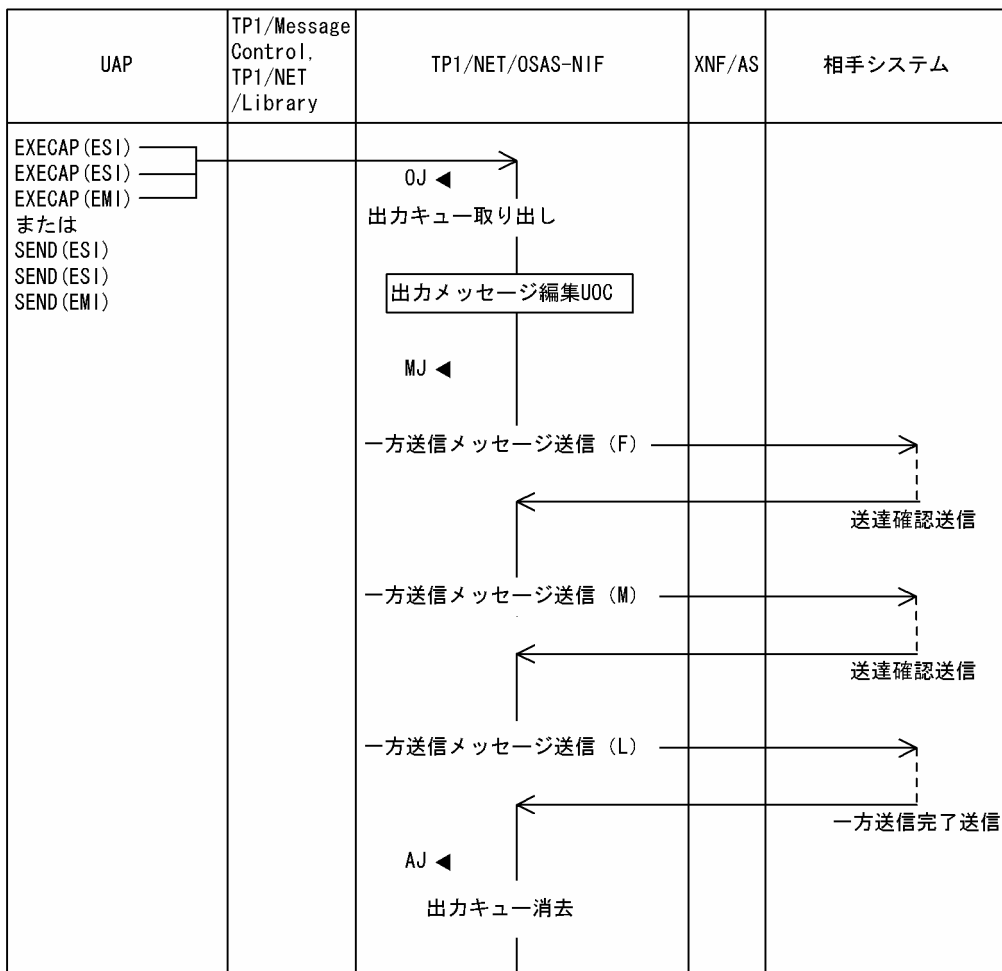 UAP
TP1/Message
Control,
TP1/NET
/Library
TP1/NET/OSAS-NIF
XNF/AS
相手システム
EXECAP(ESI)
EXECAP(ESI)
EXECAP(EMI)
または
SEND(ESI)
SEND(ESI)
SEND(EMI)
OJ
出力キュー取り出し
出力メッセージ編集UOC
MJ
一方送信メッセージ送信（F）
送達確認送信
一方送信メッセージ送信（M）
送達確認送信
一方送信メッセージ送信（L）
一方送信完了送信
AJ
出力キュー消去